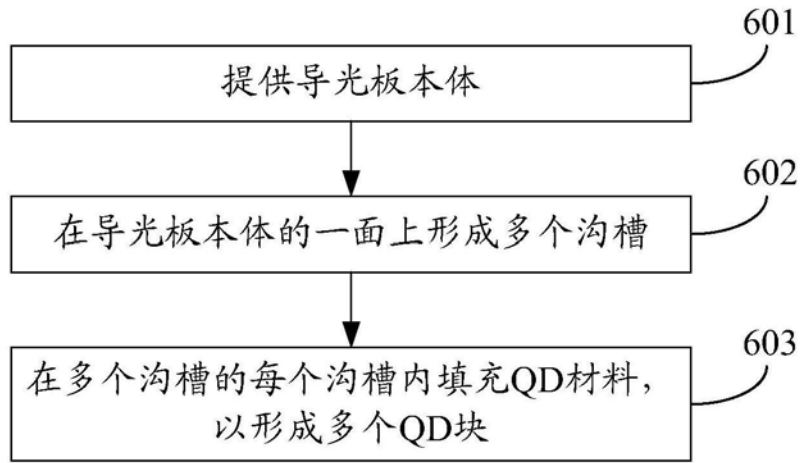 601
提供导光板本体
602
在导光板本体的一面上形成多个沟槽
603
在多个沟槽的每个沟槽内填充QD材料，
以形成多个QD块